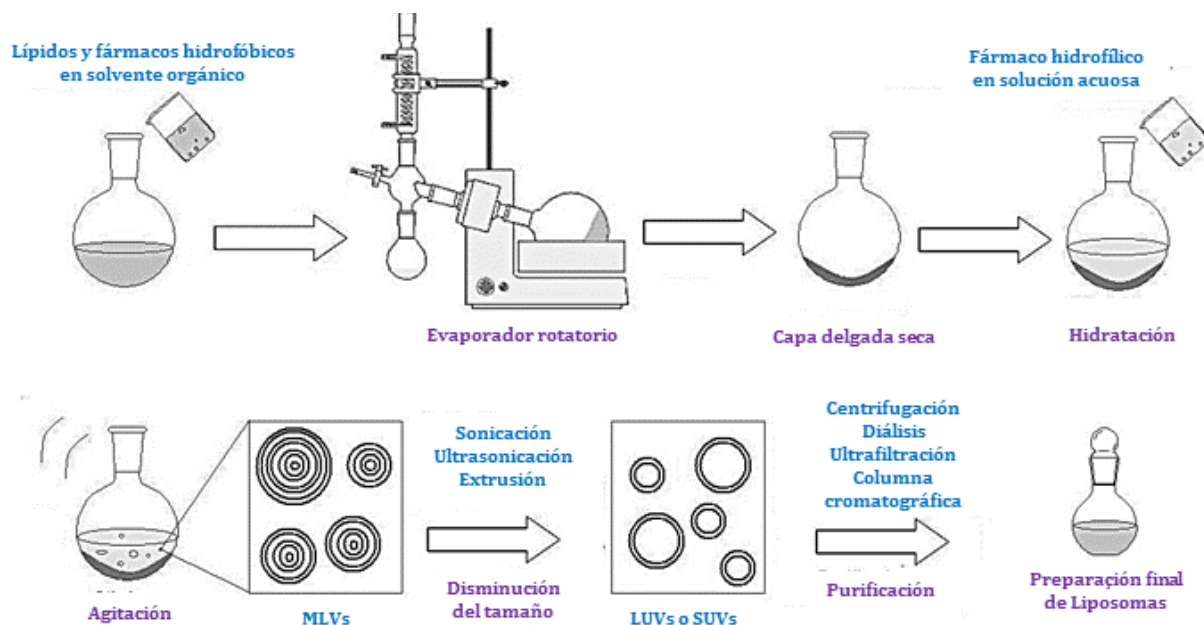 Lípidos y fármacos hidrofóbicos
en solvente orgánico
Fármaco hidrofílico
en solución acuosa
Evaporador rotatorio
Capa delgada seca
Hidratación
Sonicación
Ultrasonicación
Extrusión
Centrifugación
Diálisis
Ultrafiltración
Columna
cromatográfica
Agitación
MLVs
Disminución
del tamaño
LUVs o SUVs
Purificación
Preparación final
de Liposomas